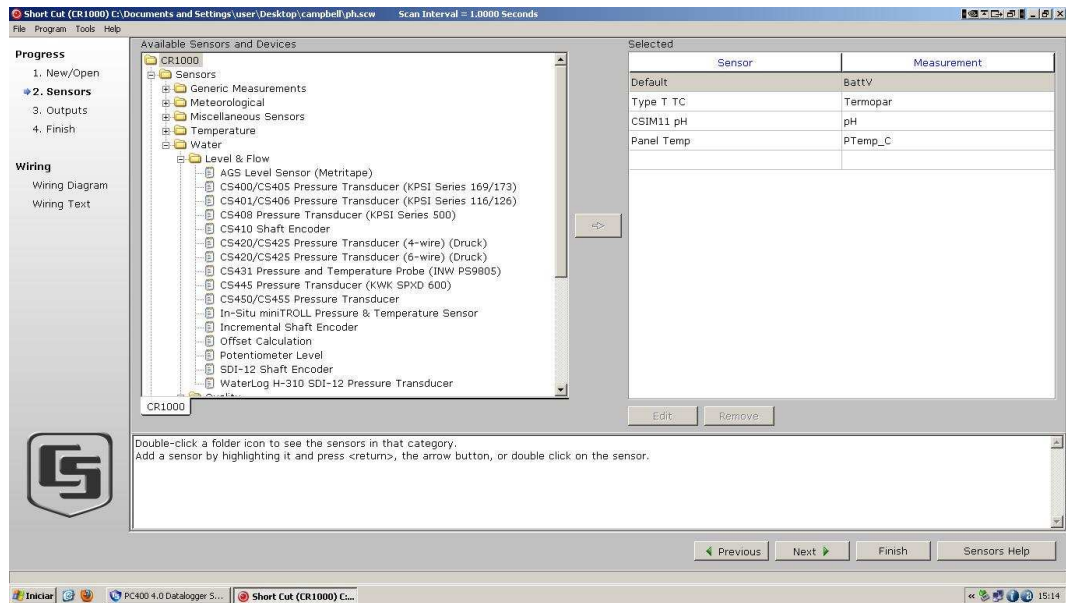 Short Cut (CR1000) C:\Documents and Settings\user\Desktop\campbell\ph.scw Scan Interval = 1.0000 Seconds
File Program Tools Help
Progress
1. New/Open
2. Sensors
3. Outputs
4. Finish
Wiring
Wiring Diagram
Wiring Text
Available Sensors and Devices
CR1000
Sensors
Generic Measurements
Meteorological
Miscellaneous Sensors
Temperature
Water
Level & Flow
AGS Level Sensor (Metritape)
CS400/CS405 Pressure Transducer (KPSI Series 169/173)
CS401/CS406 Pressure Transducer (KPSI Series 116/126)
CS408 Pressure Transducer (KPSI Series 500)
CS410 Shaft Encoder
CS420/CS425 Pressure Transducer (4-wire) (Druck)
CS420/CS425 Pressure Transducer (6-wire) (Druck)
CS431 Pressure and Temperature Probe (INW PS9805)
CS445 Pressure Transducer (KWK SPXD 600)
CS450/CS455 Pressure Transducer
In-Situ miniTROLL Pressure & Temperature Sensor
Incremental Shaft Encoder
Offset Calculation
Potentiometer Level
SDI-12 Shaft Encoder
WaterLog H-310 SDI-12 Pressure Transducer
CR1000
Selected
Sensor Measurement
Default BattV
Type T TC Termopar
CSIM11 pH pH
Panel Temp PTemp_C
Edit Remove
Double-click a folder icon to see the sensors in that category.
Add a sensor by highlighting it and press <return>, the arrow button, or double click on the sensor.
Previous Next Finish Sensors Help
Iniciar PC400 4.0 Datalogger S... Short Cut (CR1000) C:... 15:14